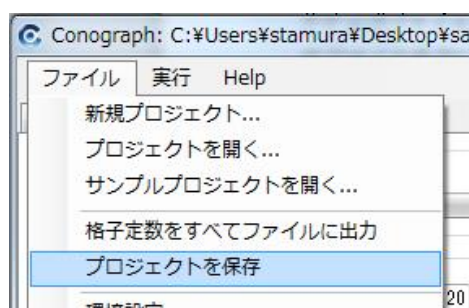 Conograph: C:¥Users¥stamura¥Desktop¥sa
ファイル 実行 Help
新規プロジェクト...
プロジェクトを開く...
サンプルプロジェクトを開く...
格子定数をすべてファイルに出力
プロジェクトを保存
20